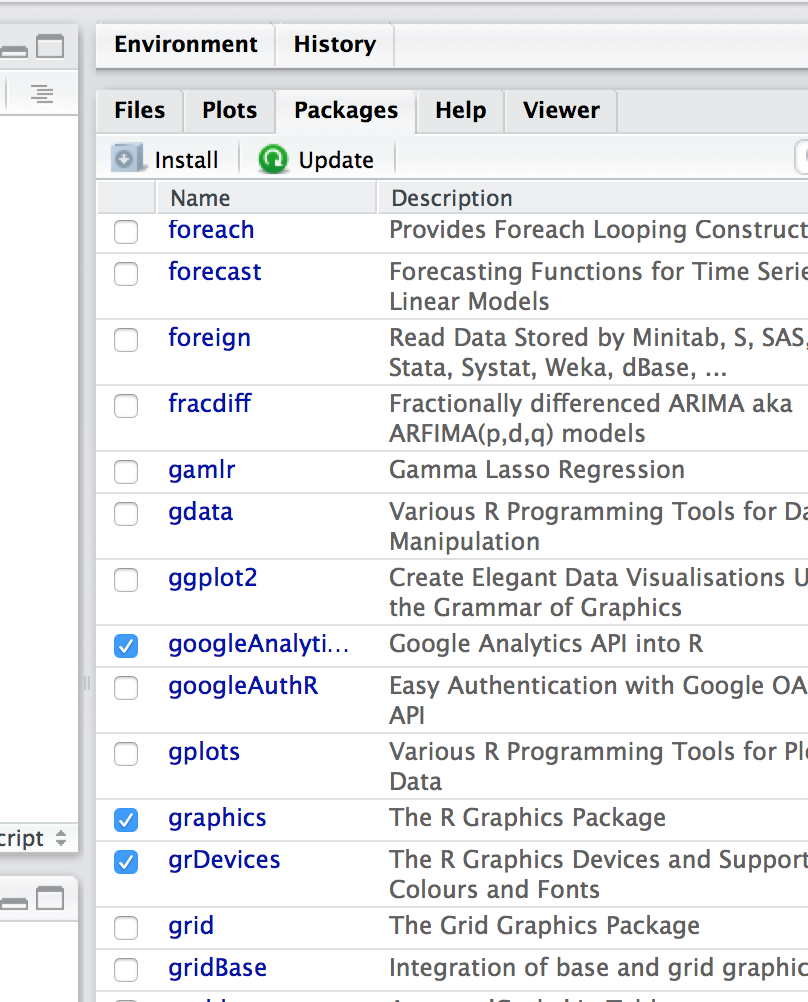 Environment History
Files Plots Packages Help Viewer
Install Update
Name Description
foreach Provides Foreach Looping Construct
forecast Forecasting Functions for Time Serie
Linear Models
foreign Read Data Stored by Minitab, S, SAS,
Stata, Systat, Weka, dBase, ...
fracdiff Fractionally differenced ARIMA aka
ARFIMA(p,d,q) models
gamlr Gamma Lasso Regression
gdata Various R Programming Tools for Da
Manipulation
ggplot2 Create Elegant Data Visualisations U
the Grammar of Graphics
googleAnalyti... Google Analytics API into R
googleAuthR Easy Authentication with Google OA
API
gplots Various R Programming Tools for Plo
Data
graphics The R Graphics Package
cript
grDevices The R Graphics Devices and Support
Colours and Fonts
grid The Grid Graphics Package
gridBase Integration of base and grid graphic